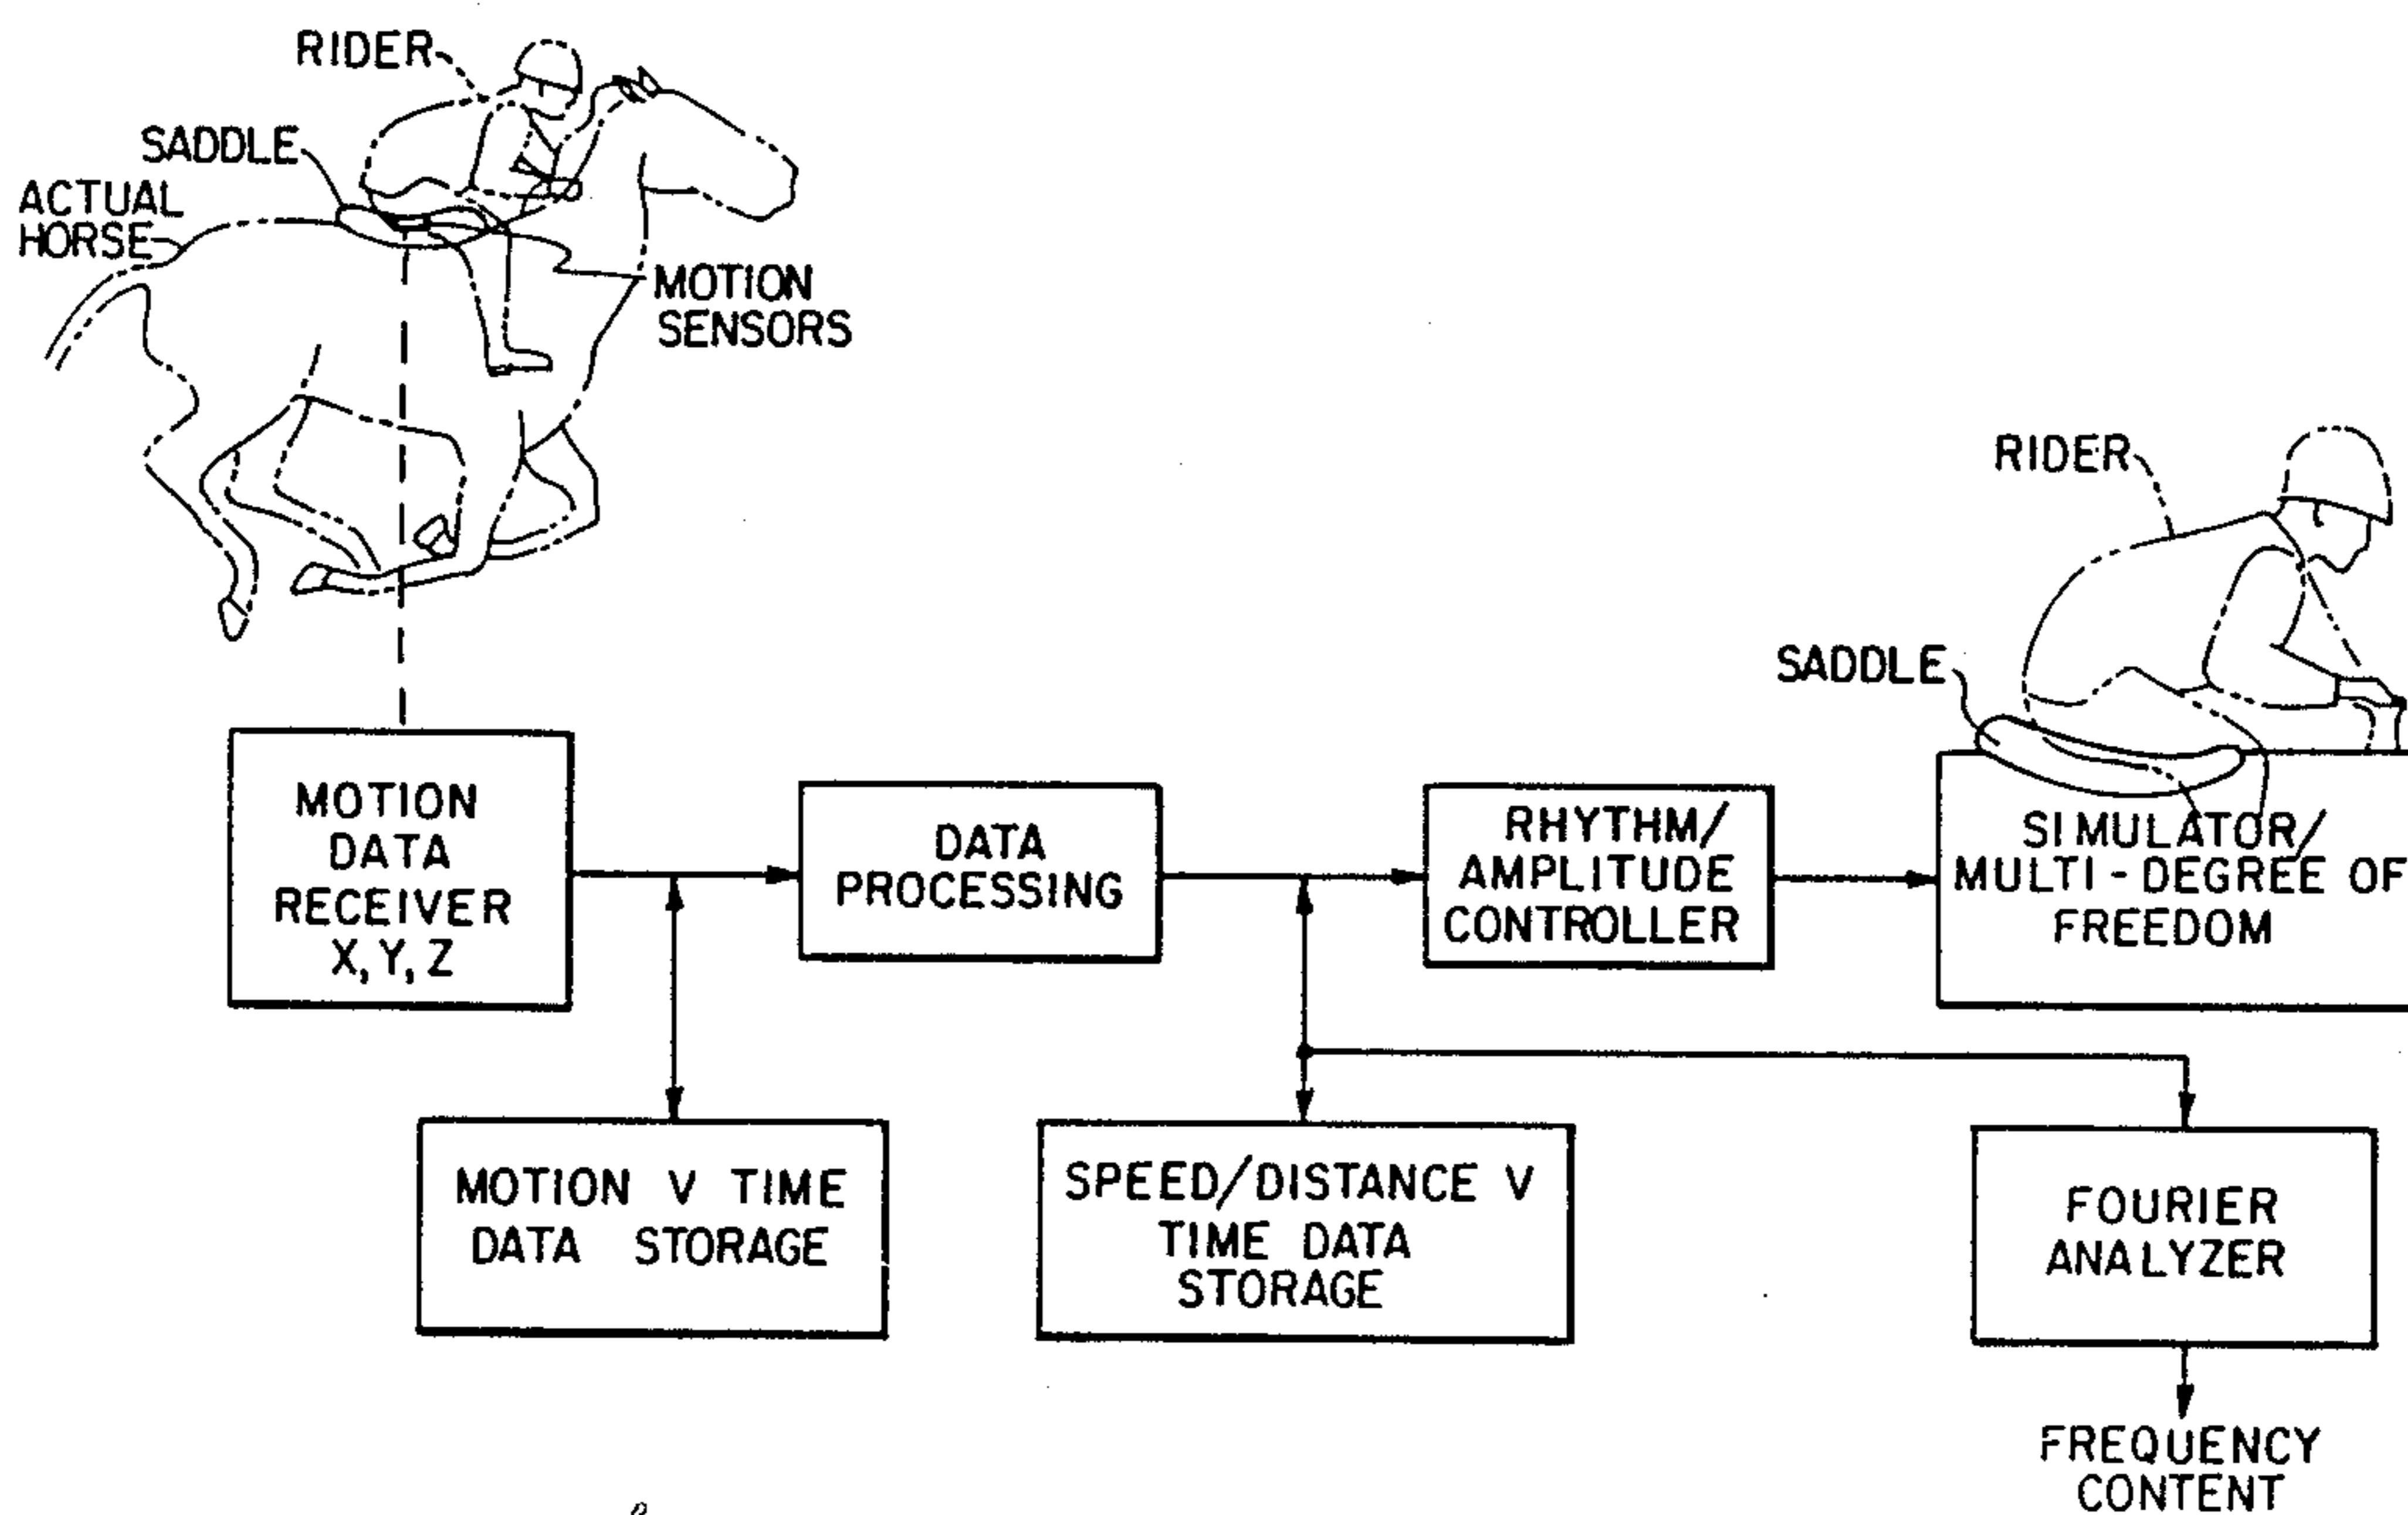 RIDER
SADDLE
ACTUAL
HORSE
MOTION
SENSORS
RIDER
SADDLE
MOTION
DATA
RECEIVER
X, Y, Z
DATA
PROCESSING
RHYTHM/
AMPLITUDE
CONTROLLER
SIMULATOR/
MULTI-DEGREE OF
FREEDOM
MOTION V TIME
DATA STORAGE
SPEED/DISTANCE V
TIME DATA
STORAGE
FOURIER
ANALYZER
FREQUENCY
CONTENT